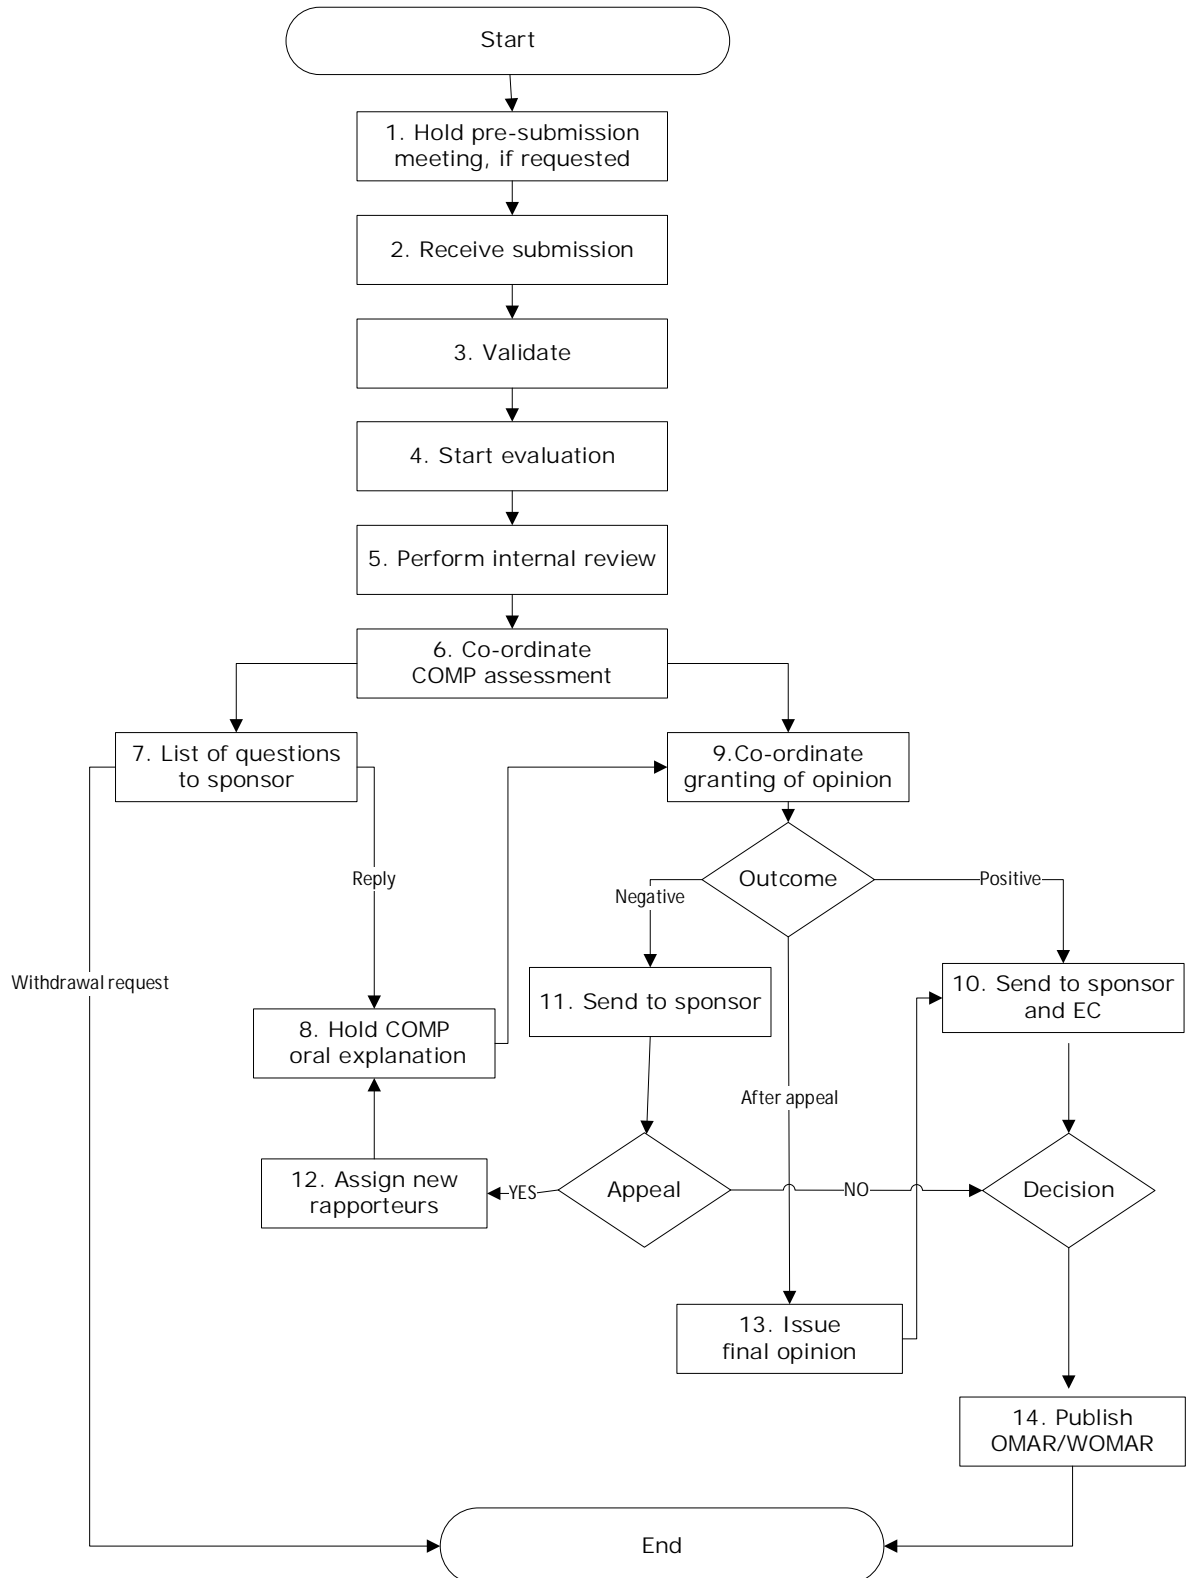 Start
1. Hold pre-submission
meeting, if requested
2. Receive submission
3. Validate
4. Start evaluation
5. Perform internal review
6. Co-ordinate
COMP assessment
7. List of questions
to sponsor
9.Co-ordinate
granting of opinion
Reply
Outcome
Negative
Positive
Withdrawal request
11. Send to sponsor
10. Send to sponsor
and EC
8. Hold COMP
oral explanation
After appeal
12. Assign new
rapporteurs
YES
Appeal
NO
Decision
13. Issue
final opinion
14. Publish
OMAR/WOMAR
End